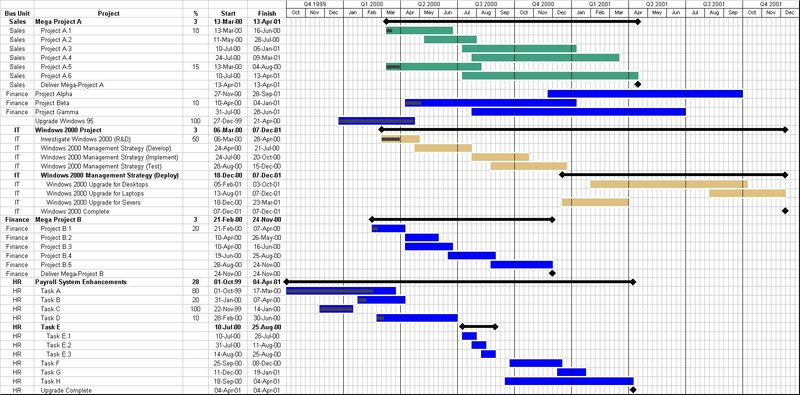 Q4 1999 Q1 2000 Q2 2000 Q3 2000 Q4 2000 Q1 2001 Q2 2001 Q3 2001 Q4 2001
Bus Unit Project % Start Finish Oct Nov Dec Jan Feb Mar Apr May Jun Jul Aug Sep Oct Nov Dec Jan Feb Mar Apr May Jun Jul Aug Sep Oct Nov Dec
Sales Mega Project A 3 13-Mar-00 13-Apr-01
Sales Project A.1 10 13-Mar-00 16-Jun-00
Sales Project A.2 11-May-00 28-Jul-00
Sales Project A.3 10-Jul-00 05-Jan-01
Sales Project A.4 24-Jul-00 09-Mar-01
Sales Project A.5 15 13-Mar-00 04-Aug-00
Sales Project A.6 10-Jul-00 13-Apr-01
Sales Deliver Mega-Project A 13-Apr-01 13-Apr-01
Finance Project Alpha 27-Nov-00 28-Sep-01
Finance Project Beta 10 10-Apr-00 04-Jan-01
Finance Project Gamma 31-Jul-00 28-Jun-01
Upgrade Windows 95 100 27-Dec-99 21-Apr-00
IT Windows 2000 Project 3 06-Mar-00 07-Dec-01
IT Investigate Windows 2000 (R&D) 50 06-Mar-00 28-Apr-00
IT Windows 2000 Management Strategy (Develop) 24-Apr-00 21-Jul-00
IT Windows 2000 Management Strategy (Implement) 24-Jul-00 20-Oct-00
IT Windows 2000 Management Strategy (Test) 28-Aug-00 15-Dec-00
IT Windows 2000 Management Strategy (Deploy) 18-Dec-00 07-Dec-01
IT Windows 2000 Upgrade for Desktops 05-Feb-01 03-Oct-01
IT Windows 2000 Upgrade for Laptops 13-Aug-01 07-Dec-01
IT Windows 2000 Upgrade for Severs 18-Dec-00 23-Mar-01
IT Windows 2000 Complete 07-Dec-01 07-Dec-01
Finance Mega Project B 3 21-Feb-00 24-Nov-00
Finance Project B.1 20 21-Feb-00 07-Apr-00
Finance Project B.2 10-Apr-00 26-May-00
Finance Project B.3 10-Apr-00 16-Jun-00
Finance Project B.4 19-Jun-00 25-Aug-00
Finance Project B.5 28-Aug-00 24-Nov-00
Finance Deliver Mega-Project B 24-Nov-00 24-Nov-00
HR Payroll System Enhancements 28 01-Oct-99 04-Apr-01
HR Task A 80 01-Oct-99 17-Mar-00
HR Task B 20 31-Jan-00 07-Apr-00
HR Task C 100 22-Nov-99 14-Jan-00
HR Task D 10 28-Feb-00 30-Jun-00
HR Task E 10-Jul-00 25-Aug-00
HR Task E.1 10-Jul-00 28-Jul-00
HR Task E.2 31-Jul-00 11-Aug-00
HR Task E.3 14-Aug-00 25-Aug-00
HR Task F 25-Sep-00 08-Dec-00
HR Task G 11-Dec-00 19-Jan-01
HR Task H 18-Sep-00 04-Apr-01
HR Upgrade Complete 04-Apr-01 04-Apr-01